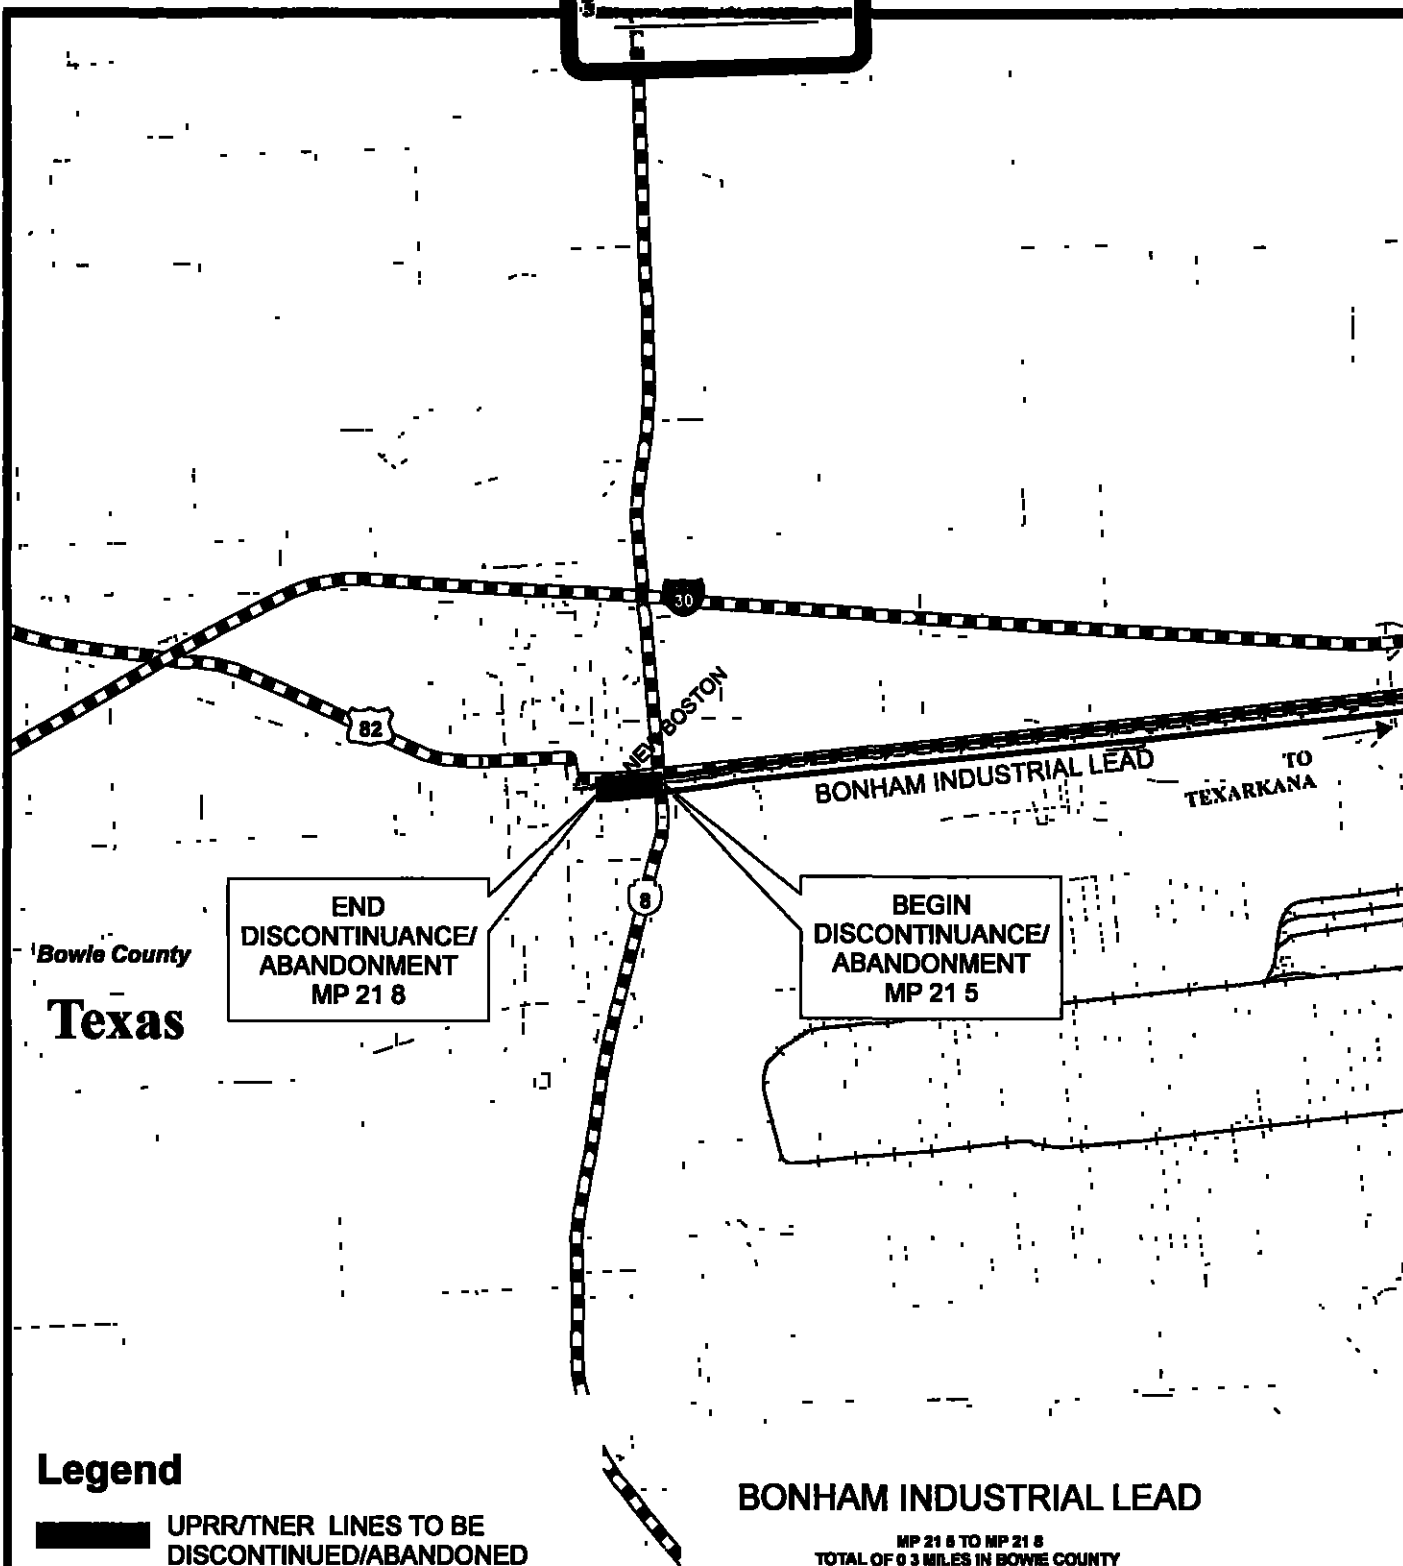 30
NEW BOSTON
82
BONHAM INDUSTRIAL LEAD
TO
TEXARKANA
8
END
DISCONTINUANCE/
ABANDONMENT
MP 21 8
BEGIN
DISCONTINUANCE/
ABANDONMENT
MP 21 5
Bowie County
Texas
Legend
UPRR/TNER LINES TO BE
DISCONTINUED/ABANDONED
BONHAM INDUSTRIAL LEAD
MP 21 5 TO MP 21 8
TOTAL OF 0 3 MILES IN BOWIE COUNTY